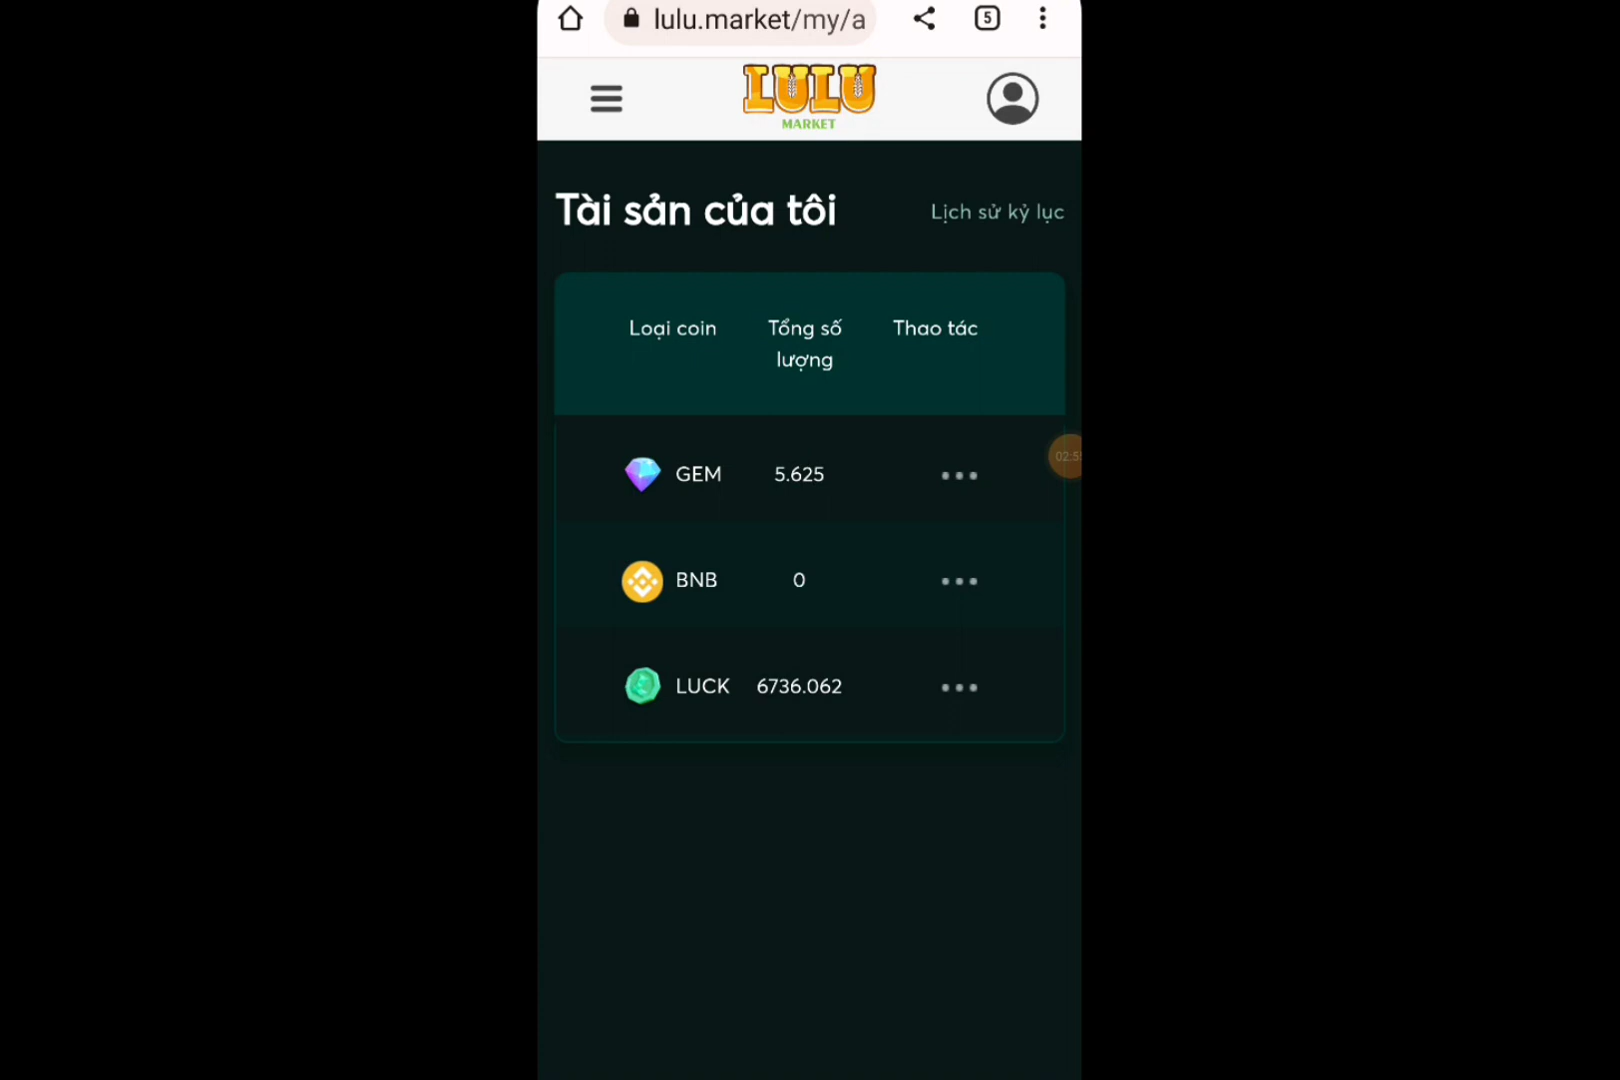 lulu.market/my/a
5
LULU
MARKET
Tài sản của tôi
Lịch sử kỷ lục
Loại coin Tổng số lượng Thao tác
GEM 5.625
BNB 0
LUCK 6736.062